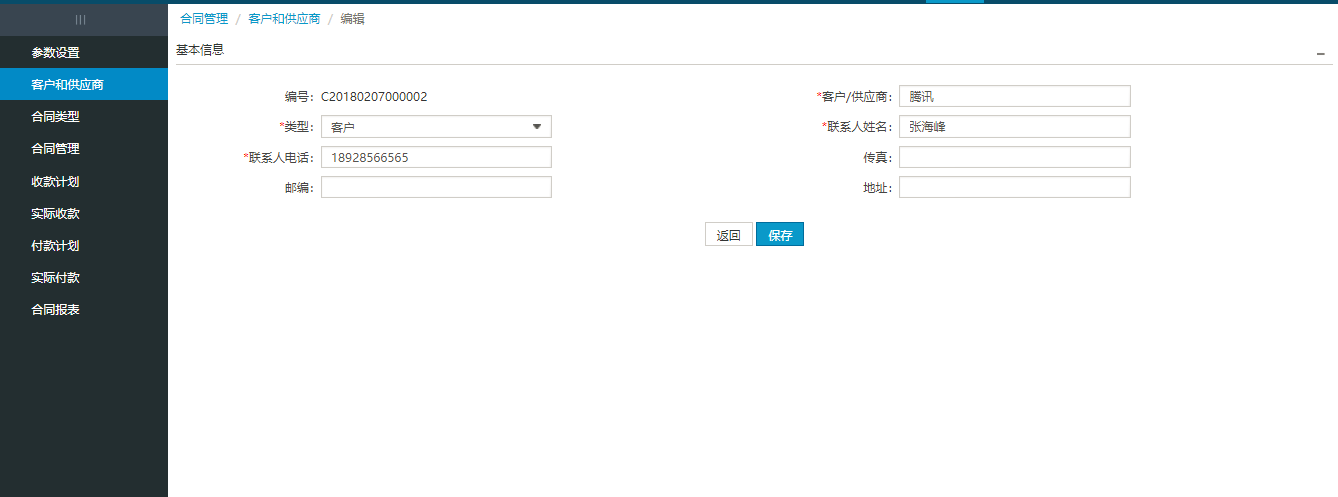 合同管理 / 客户和供应商 / 编辑
参数设置
客户和供应商
合同类型
合同管理
收款计划
实际收款
付款计划
实际付款
合同报表
基本信息
编号: C20180207000002
*客户/供应商: 腾讯
*类型: 客户
*联系人姓名: 张海峰
*联系人电话: 18928566565
传真:
邮编:
地址:
返回 保存